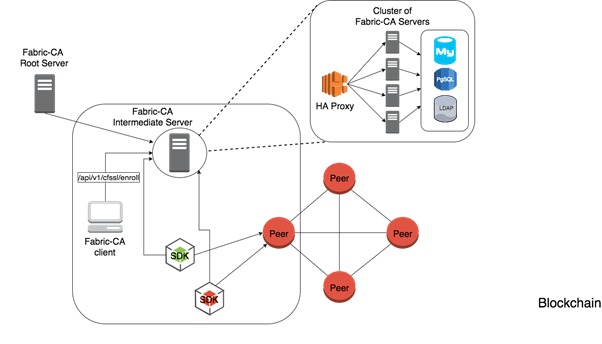 Fabric-CA
Root Server
Cluster of
Fabric-CA Servers
My
PgSQL
LDAP
HA Proxy
Fabric-CA
Intermediate Server
/api/v1/cfssl/enroll
Fabric-CA
client
SDK
SDK
Peer
Peer
Peer
Peer
Blockchain